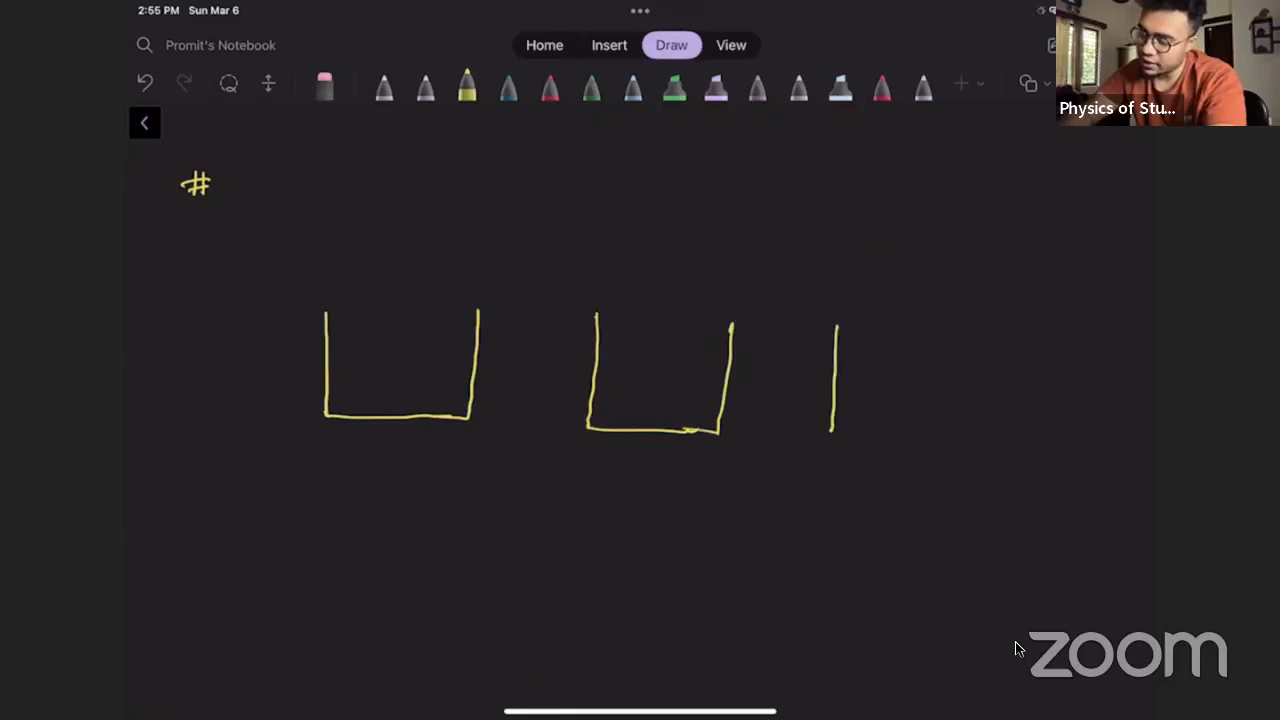 2:55 PM Sun Mar 6
Promit's Notebook
Home Insert Draw View
Physics of Stu...
#
zoom